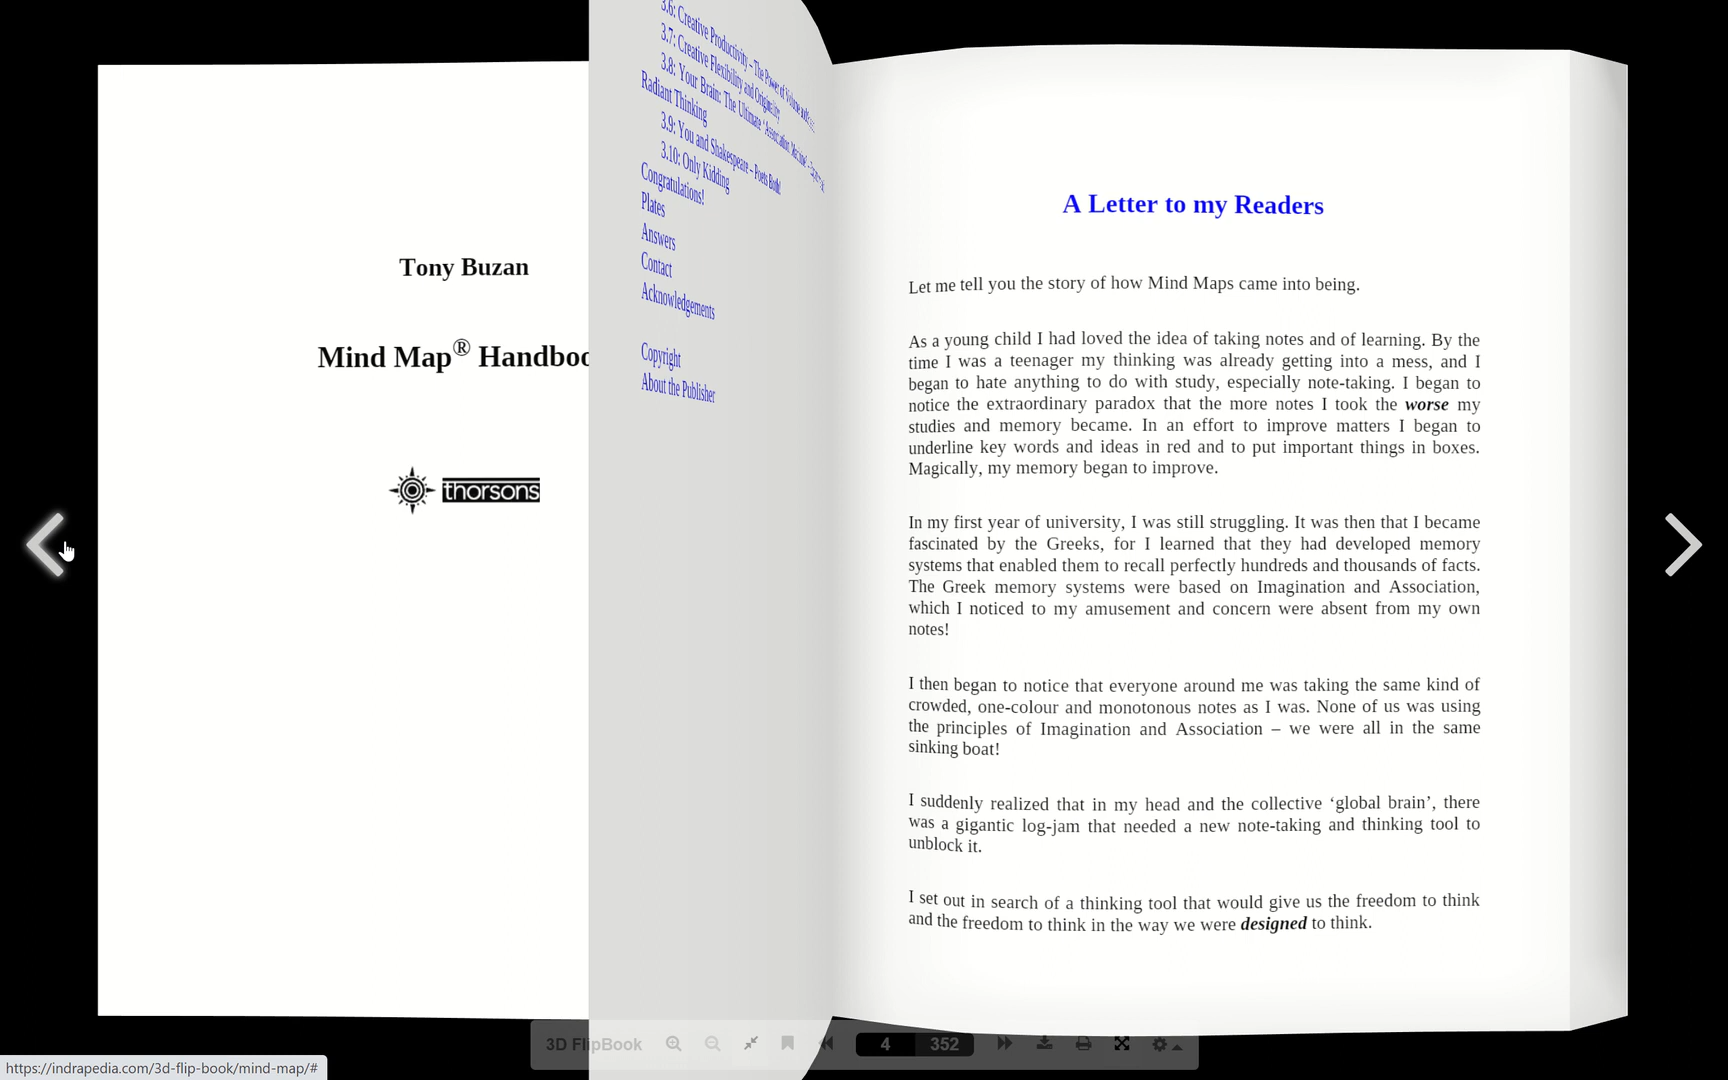 Tony Buzan
Mind Map® Handboo
thorsons
3.6: Creative Productivity – The Power of Volume and
3.7: Creative Flexibility and Originality
3.8: Your Brain: The Ultimate ‘Association Machine’ –
Radiant Thinking
3.9: You and Shakespeare – Poets Both!
3.10: Only Kidding
Congratulations!
Plates
Answers
Contact
Acknowledgements
Copyright
About the Publisher
A Letter to my Readers
Let me tell you the story of how Mind Maps came into being.
As a young child I had loved the idea of taking notes and of learning. By the
time I was a teenager my thinking was already getting into a mess, and I
began to hate anything to do with study, especially note-taking. I began to
notice the extraordinary paradox that the more notes I took the worse my
studies and memory became. In an effort to improve matters I began to
underline key words and ideas in red and to put important things in boxes.
Magically, my memory began to improve.
In my first year of university, I was still struggling. It was then that I became
fascinated by the Greeks, for I learned that they had developed memory
systems that enabled them to recall perfectly hundreds and thousands of facts.
The Greek memory systems were based on Imagination and Association,
which I noticed to my amusement and concern were absent from my own
notes!
I then began to notice that everyone around me was taking the same kind of
crowded, one-colour and monotonous notes as I was. None of us was using
the principles of Imagination and Association – we were all in the same
sinking boat!
I suddenly realized that in my head and the collective ‘global brain’, there
was a gigantic log-jam that needed a new note-taking and thinking tool to
unblock it.
I set out in search of a thinking tool that would give us the freedom to think
and the freedom to think in the way we were designed to think.
3D FlipBook
4 352
https://indrapedia.com/3d-flip-book/mind-map/#